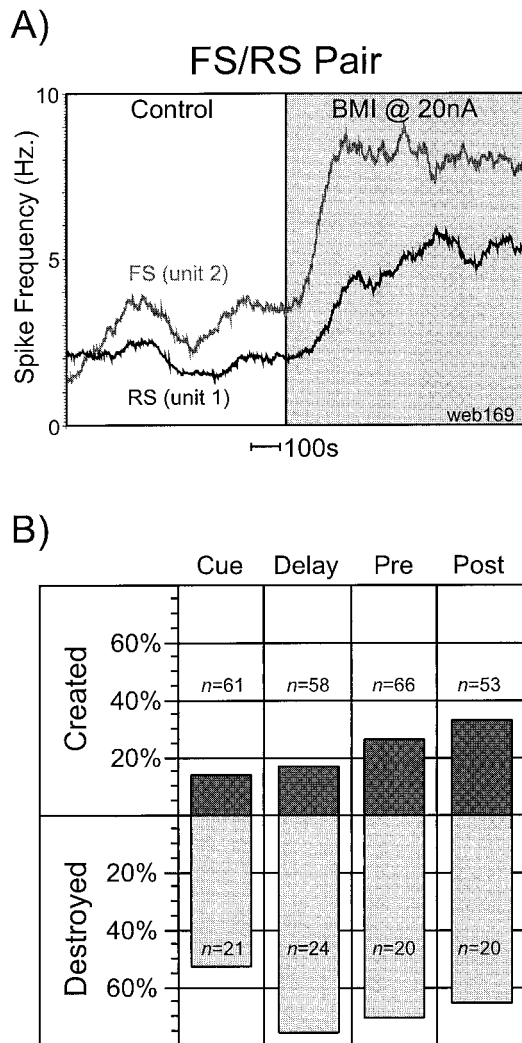 A)
FS/RS Pair
Control
BMI @ 20nA
Spike Frequency (Hz.)
10
5
0
FS (unit 2)
RS (unit 1)
web169
100s
B)
Cue Delay Pre Post
Created
60%
40%
20%
n=61 n=58 n=66 n=53
Destroyed
20%
40%
60%
n=21 n=24 n=20 n=20